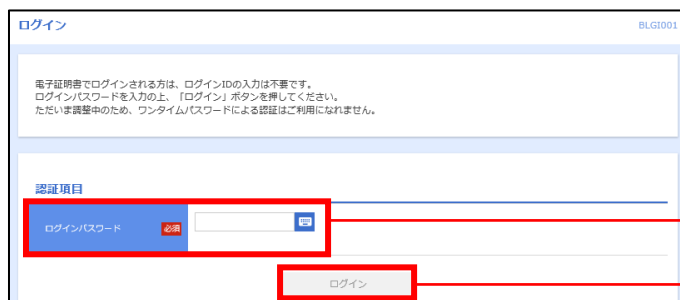 ログイン
BLGI001
電子証明書でログインされる方は、ログインIDの入力は不要です。
ログインパスワードを入力の上、「ログイン」ボタンを押してください。
ただいま調整中のため、ワンタイムパスワードによる認証はご利用になれません。
認証項目
ログインパスワード 必須
ログイン